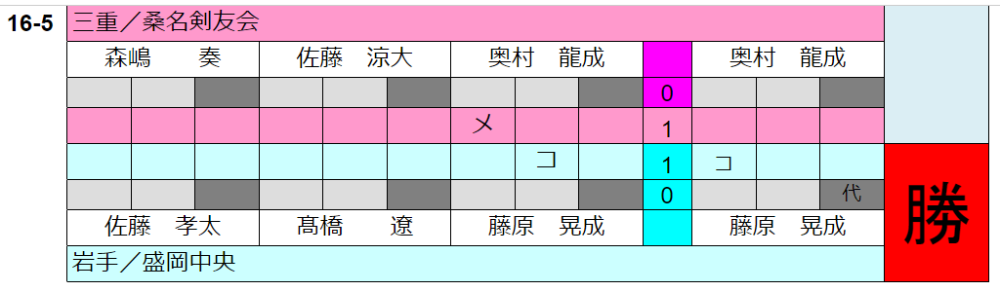 16-5
三重／桑名剣友会
森嶋　奏　佐藤　涼大　奥村　龍成　奥村　龍成
0
メ　1
コ　1　コ
0　代
佐藤　孝太　髙橋　遼　藤原　晃成　藤原　晃成
勝
岩手／盛岡中央